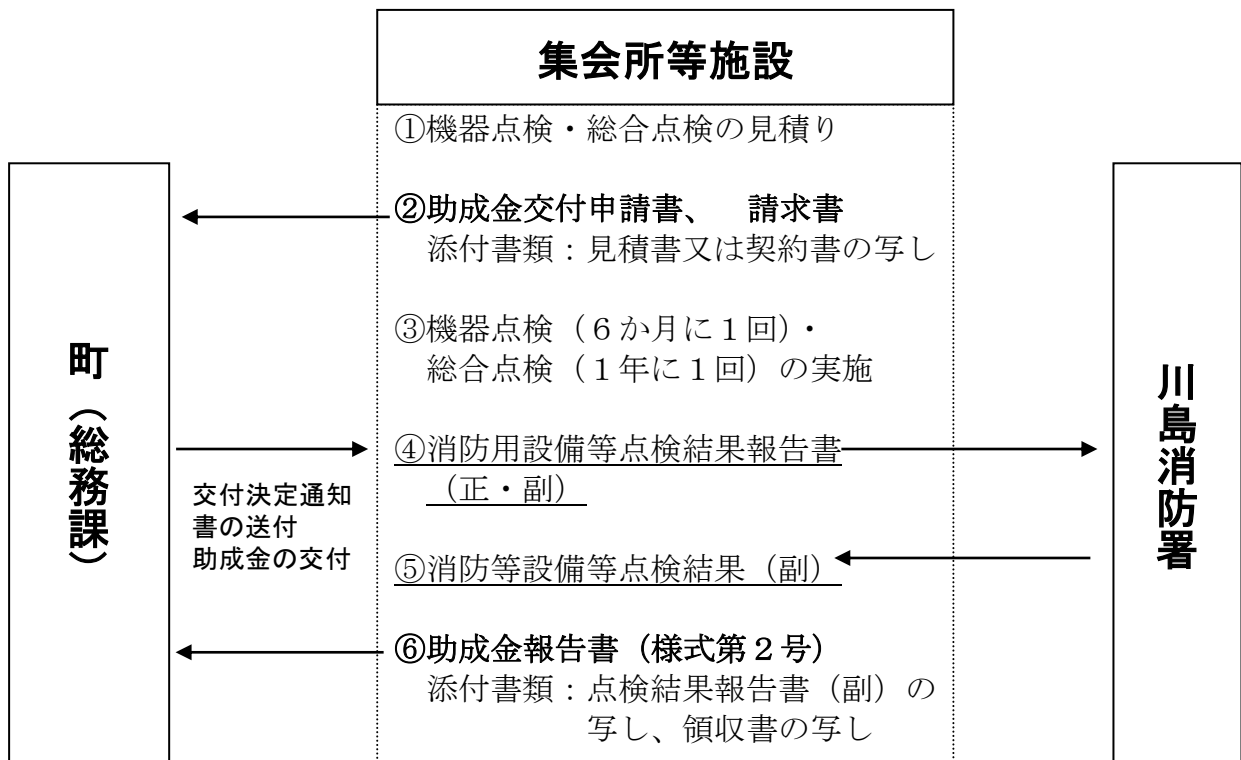 集会所等施設
①機器点検・総合点検の見積り
②助成金交付申請書、　請求書
添付書類：見積書又は契約書の写し
③機器点検（６か月に１回）・
総合点検（１年に１回）の実施
④消防用設備等点検結果報告書
（正・副）
⑤消防等設備等点検結果（副）
⑥助成金報告書（様式第２号）
添付書類：点検結果報告書（副）の
写し、領収書の写し
町（総務課）
交付決定通知
書の送付
助成金の交付
川島消防署